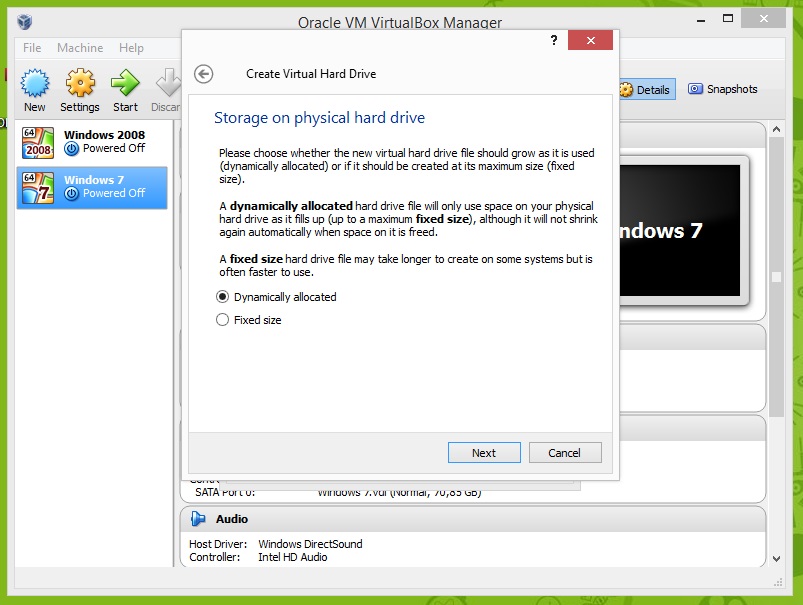 Oracle VM VirtualBox Manager
File Machine Help
New Settings Start Discar
Details Snapshots
64
2008
Windows 2008
Powered Off
64
7
Windows 7
Powered Off
?
Create Virtual Hard Drive
Storage on physical hard drive
Please choose whether the new virtual hard drive file should grow as it is used
(dynamically allocated) or if it should be created at its maximum size (fixed
size).
A dynamically allocated hard drive file will only use space on your physical
hard drive as it fills up (up to a maximum fixed size), although it will not shrink
again automatically when space on it is freed.
A fixed size hard drive file may take longer to create on some systems but is
often faster to use.
Dynamically allocated
Fixed size
Next Cancel
ndows 7
SATA Port 0: Windows 7.vdi (Normal, 70,85 GB)
Audio
Host Driver: Windows DirectSound
Controller: Intel HD Audio